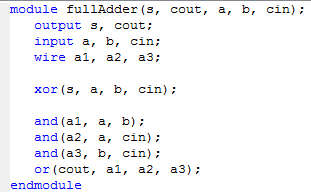 module fullAdder(s, cout, a, b, cin);
output s, cout;
input a, b, cin;
wire a1, a2, a3;
xor(s, a, b, cin);
and(a1, a, b);
and(a2, a, cin);
and(a3, b, cin);
or(cout, a1, a2, a3);
endmodule